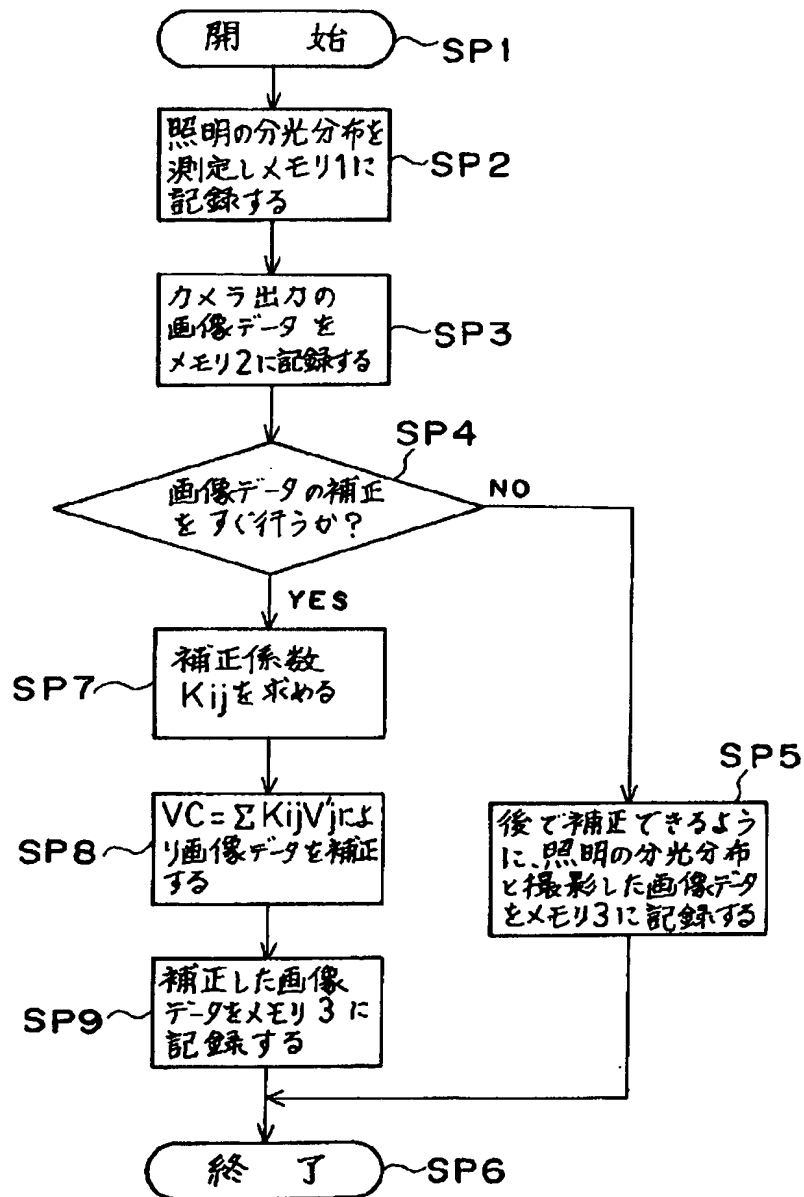 開 始
SP1
照明の分光分布を
測定しメモリ1に
記録する
SP2
カメラ出力の
画像データを
メモリ2に記録する
SP3
SP4
画像データの補正
をすぐ行うか?
NO
YES
SP7
補正係数
Kijを求める
SP5
後で補正できるよう
に、照明の分光分布
と撮影した画像データ
をメモリ3に記録する
SP8
VC=ΣKijV'jによ
り画像データを補正
する
SP9
補正した画像
データをメモリ3に
記録する
終 了
SP6